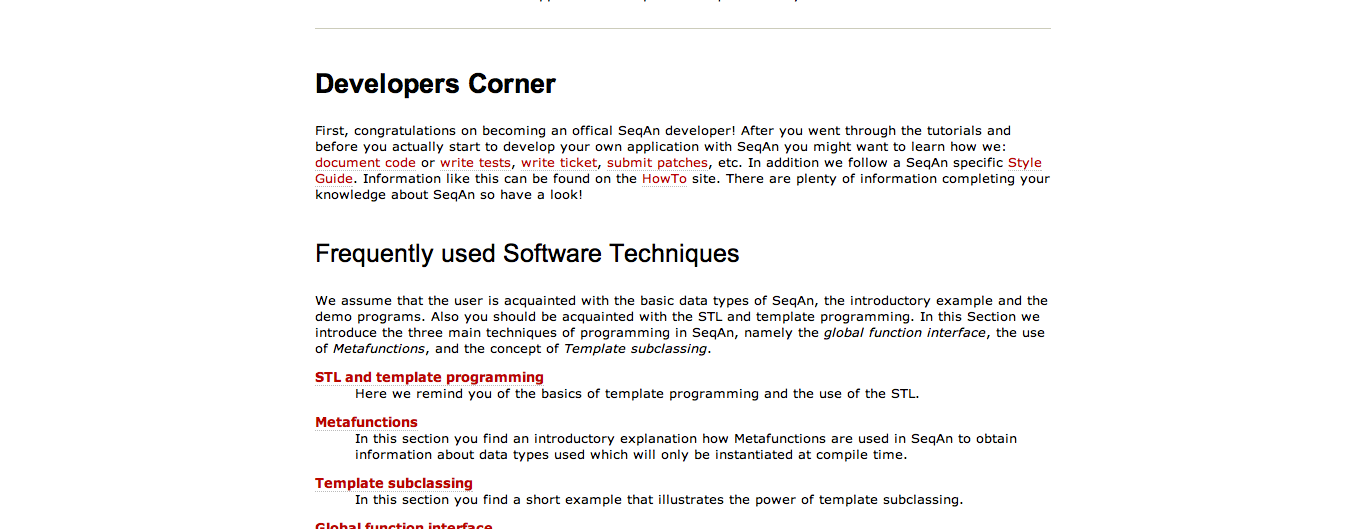 Developers Corner
First, congratulations on becoming an offical SeqAn developer! After you went through the tutorials and
before you actually start to develop your own application with SeqAn you might want to learn how we:
document code or write tests, write ticket, submit patches, etc. In addition we follow a SeqAn specific Style
Guide. Information like this can be found on the HowTo site. There are plenty of information completing your
knowledge about SeqAn so have a look!
Frequently used Software Techniques
We assume that the user is acquainted with the basic data types of SeqAn, the introductory example and the
demo programs. Also you should be acquainted with the STL and template programming. In this Section we
introduce the three main techniques of programming in SeqAn, namely the global function interface, the use
of Metafunctions, and the concept of Template subclassing.
STL and template programming
Here we remind you of the basics of template programming and the use of the STL.
Metafunctions
In this section you find an introductory explanation how Metafunctions are used in SeqAn to obtain
information about data types used which will only be instantiated at compile time.
Template subclassing
In this section you find a short example that illustrates the power of template subclassing.
Global function interface